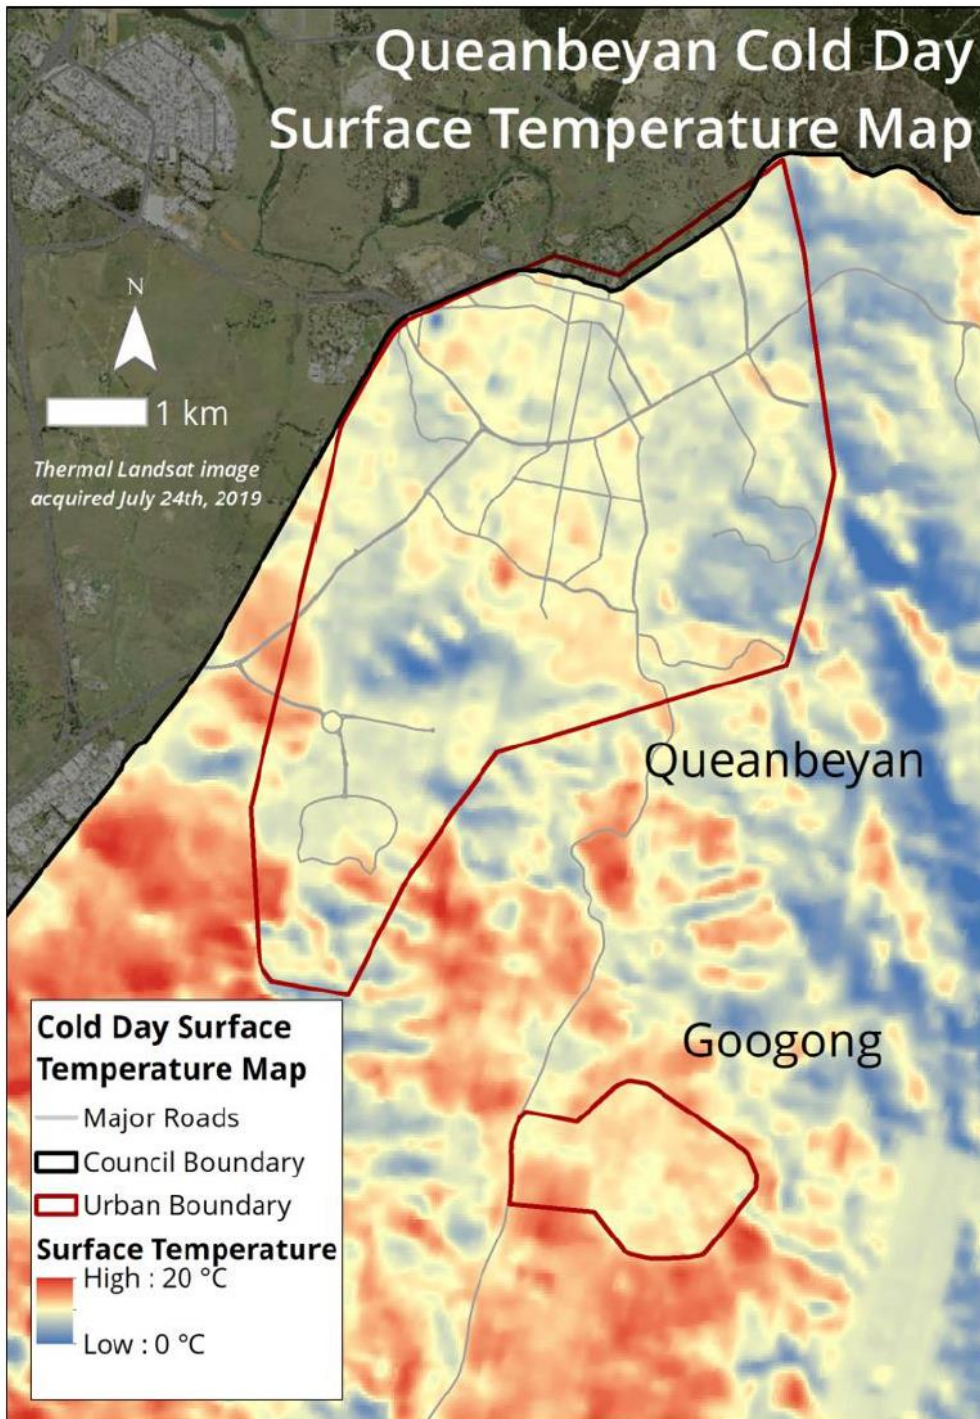 Queanbeyan Cold Day
Surface Temperature Map
N
1 km
Thermal Landsat image
acquired July 24th, 2019
Queanbeyan
Googong
Cold Day Surface
Temperature Map
Major Roads
Council Boundary
Urban Boundary
Surface Temperature
High : 20 °C
Low : 0 °C